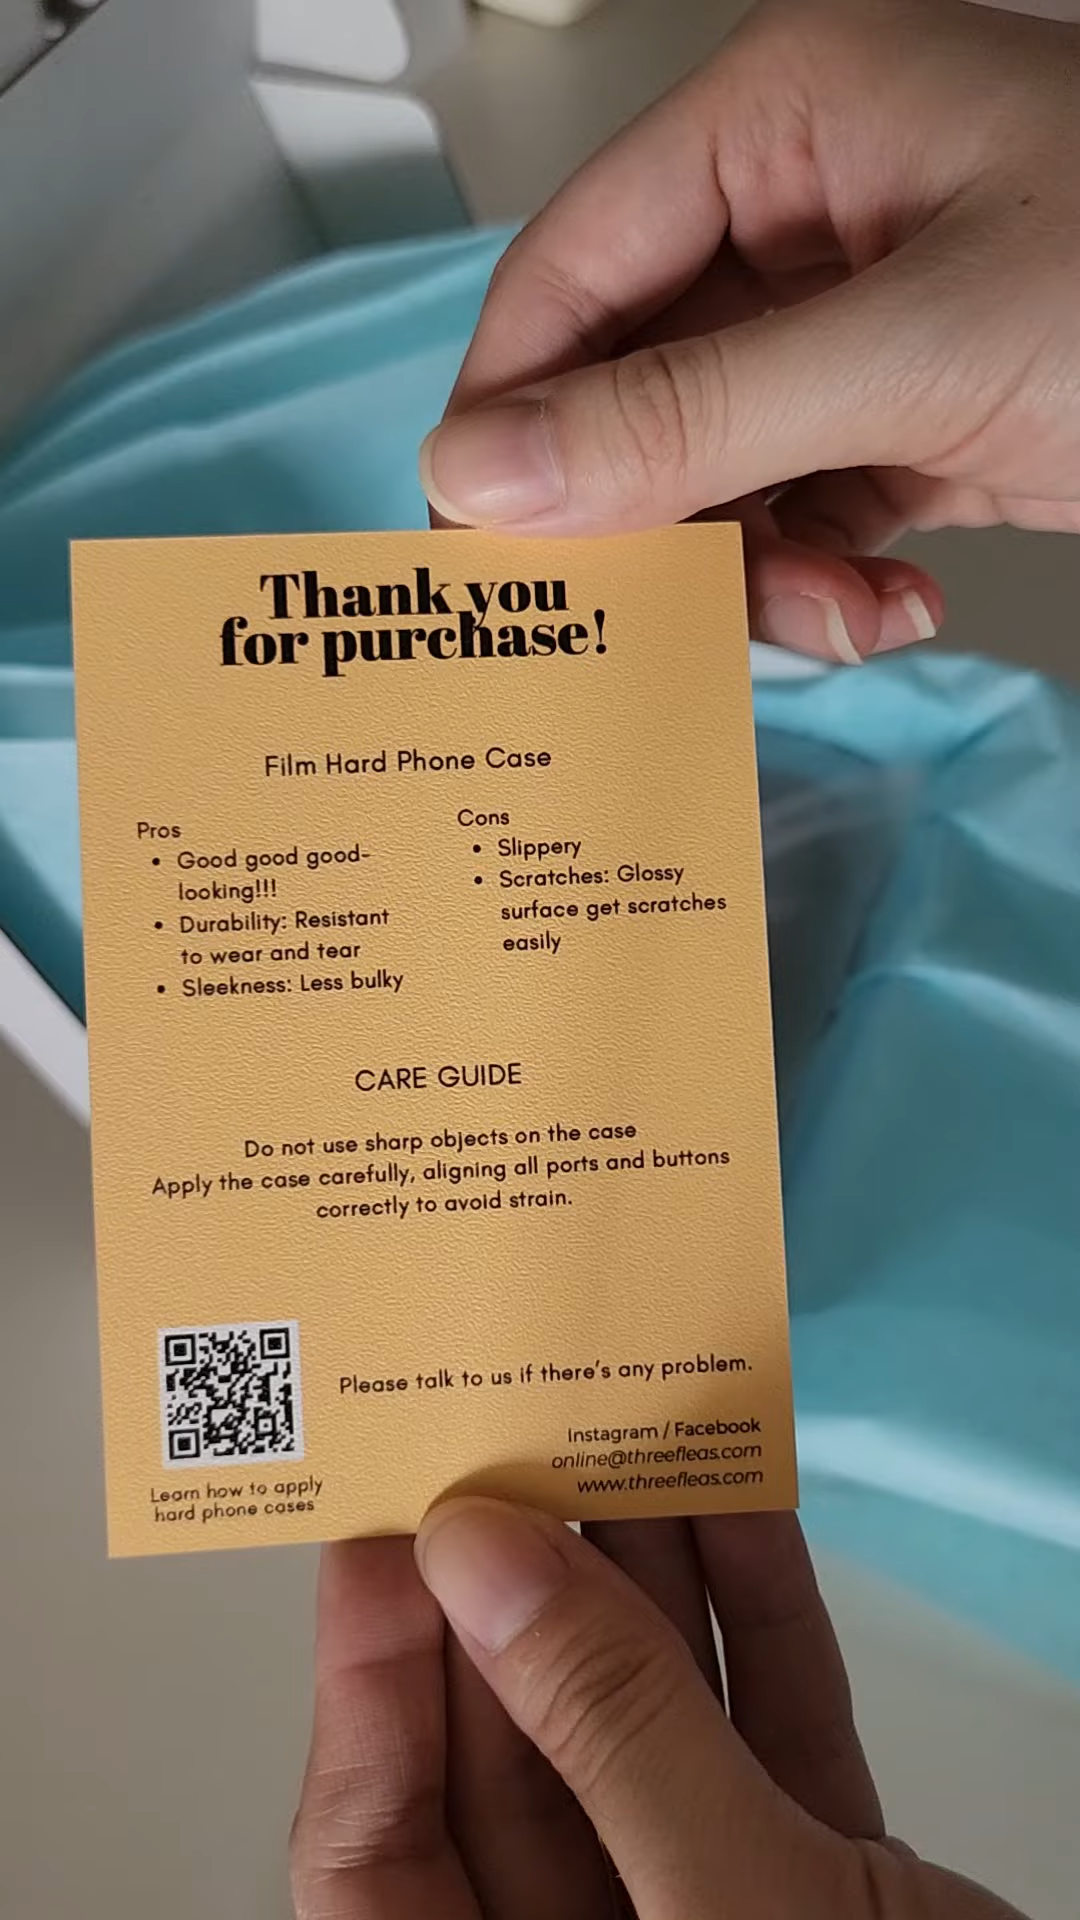 Thank you
for purchase!
Film Hard Phone Case
Pros
• Good good good-
looking!!!
• Durability: Resistant
to wear and tear
• Sleekness: Less bulky
Cons
• Slippery
• Scratches: Glossy
surface get scratches
easily
CARE GUIDE
Do not use sharp objects on the case
Apply the case carefully, aligning all ports and buttons
correctly to avoid strain.
Learn how to apply
hard phone cases
Please talk to us if there's any problem.
Instagram / Facebook
online@threefleas.com
www.threefleas.com